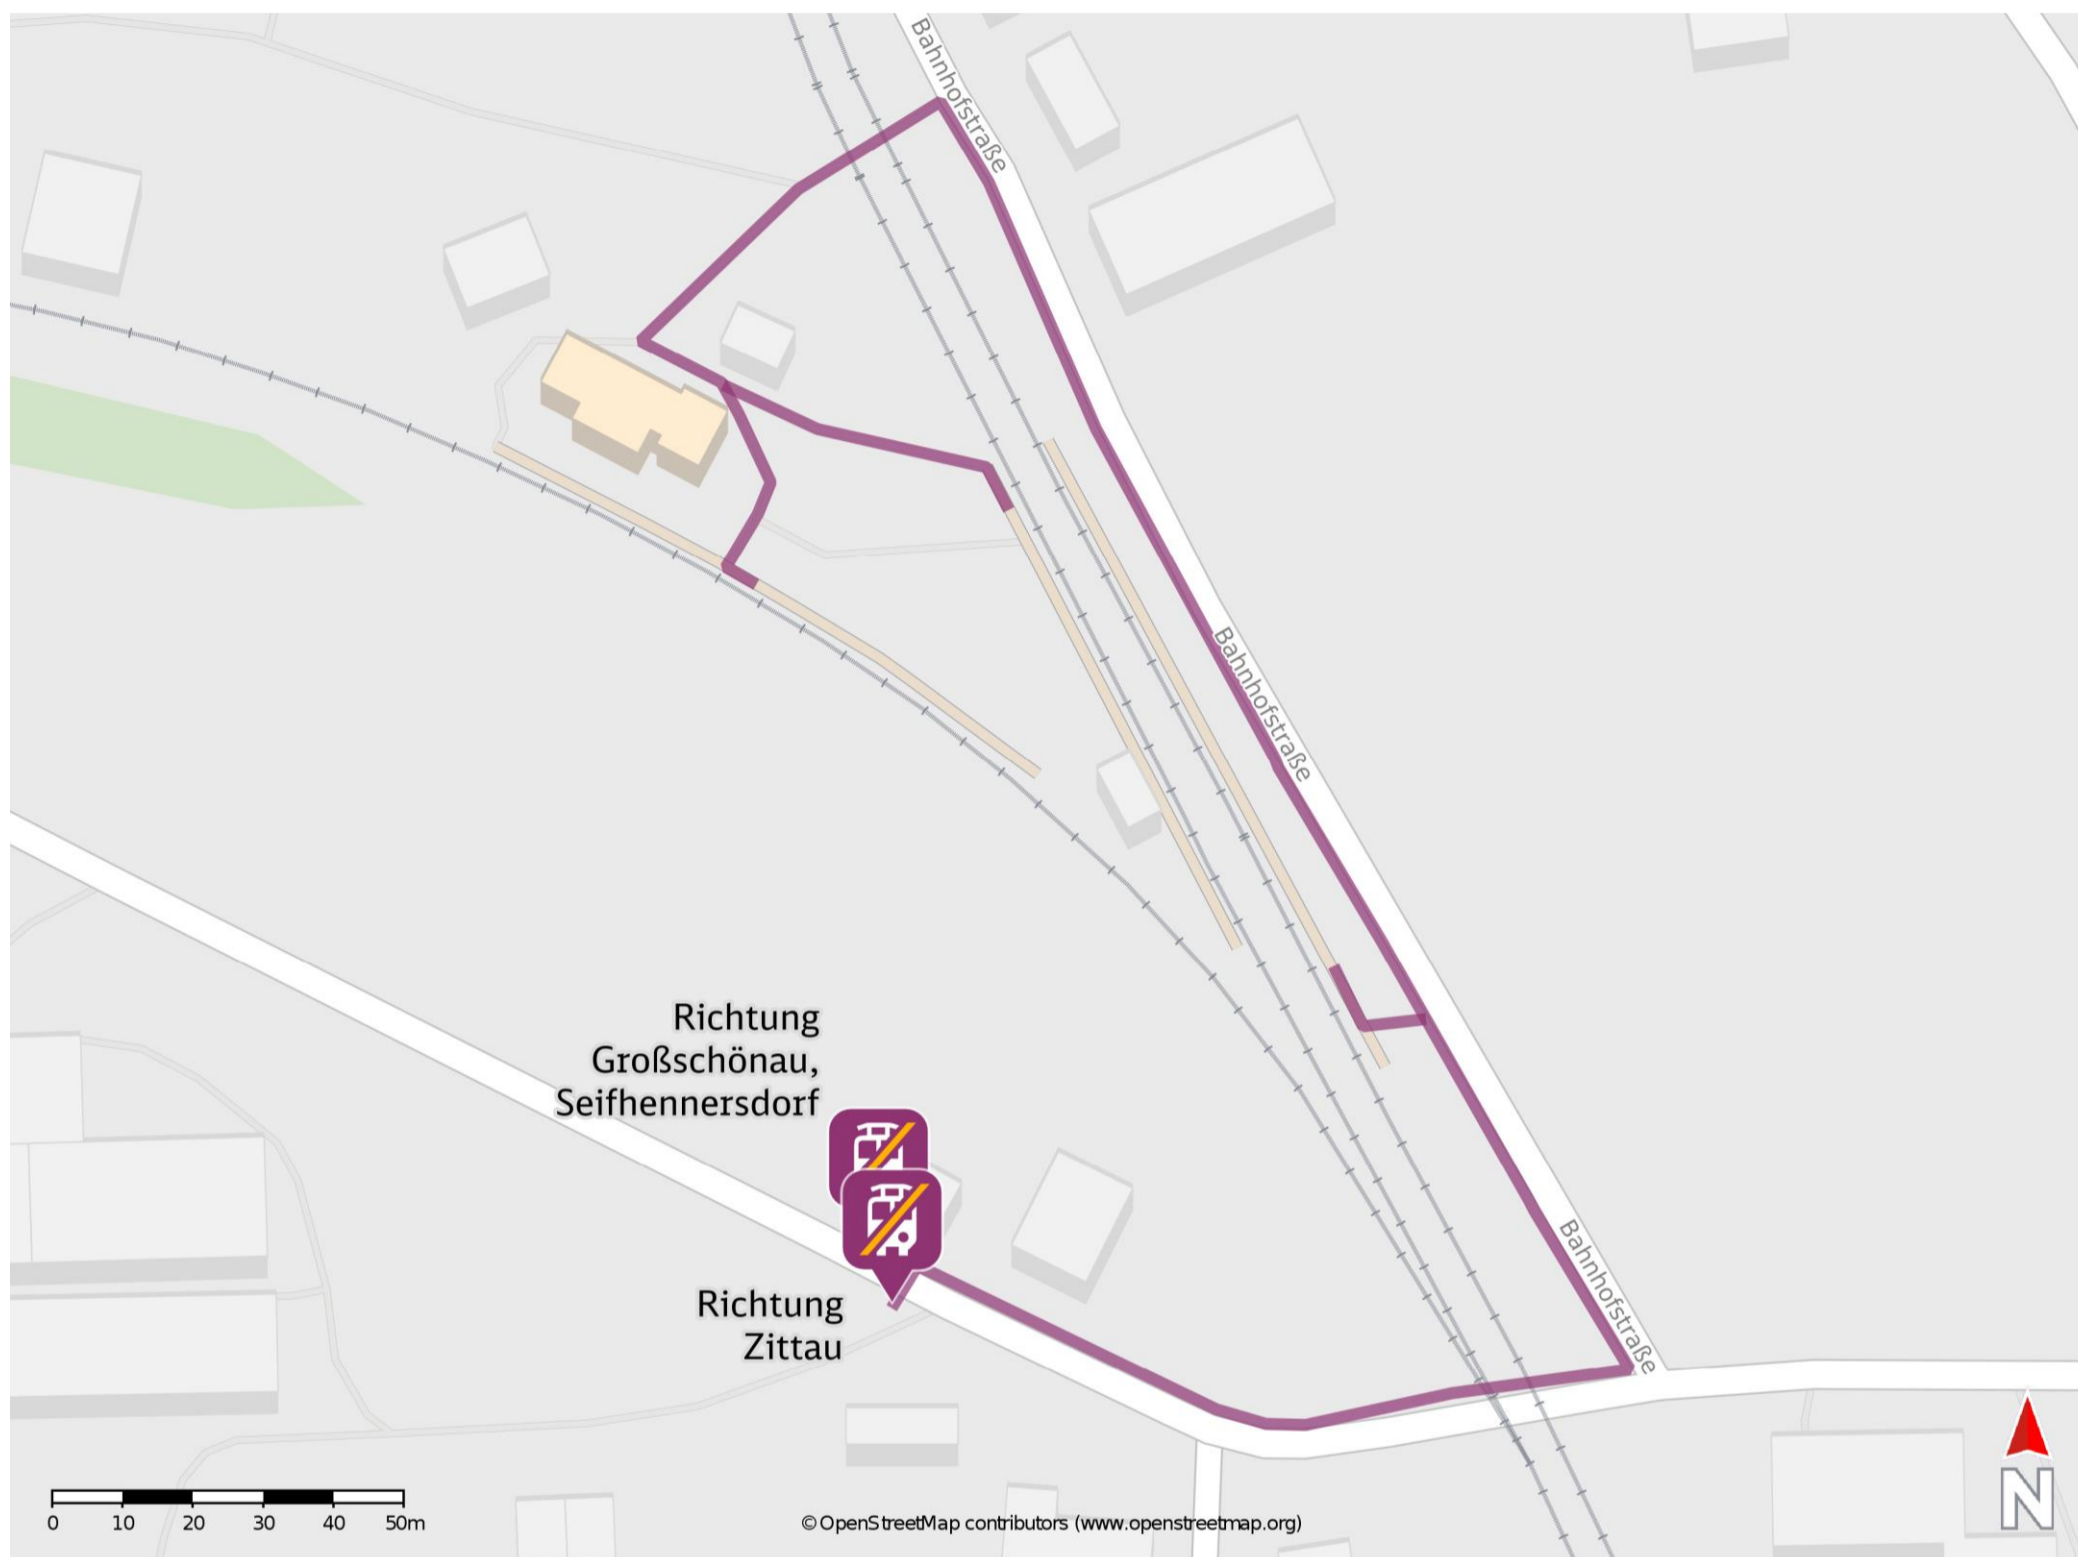 Bahnhofstraße
Bahnhofstraße
Richtung
Großschönau,
Seifhennersdorf
Richtung
Zittau
Bahnhofstraße
N
0 10 20 30 40 50m
© OpenStreetMap contributors (www.openstreetmap.org)